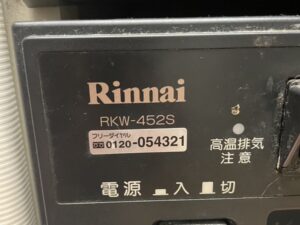 Rinnai
RKW-452S
フリーダイヤル
0120-054321
高温排気
注意
電源 入 切